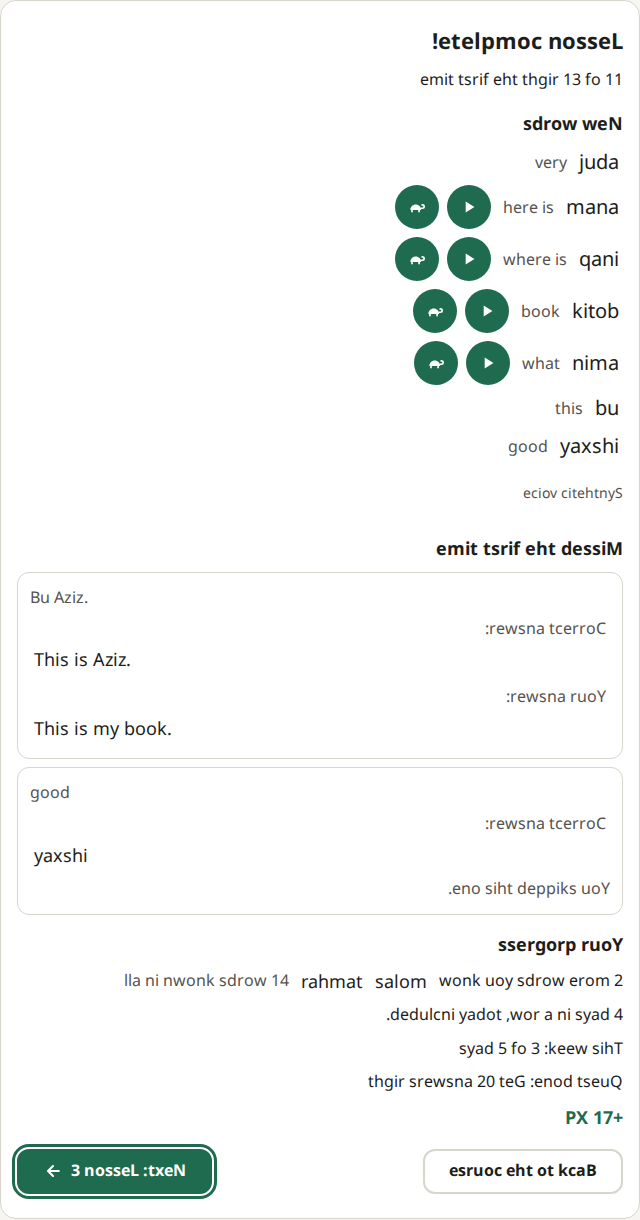 !etelpmoc nosseL
emit tsrif eht thgir 13 fo 11
sdrow weN
very juda
here is mana
where is qani
book kitob
what nima
this bu
good yaxshi
eciov citehtnyS
emit tsrif eht dessiM
Bu Aziz.
:rewsna tcerroC
This is Aziz.
:rewsna ruoY
This is my book.
good
:rewsna tcerroC
yaxshi
.eno siht deppiks uoY
ssergorp ruoY
lla ni nwonk sdrow 14 rahmat salom wonk uoy sdrow erom 2
.dedulcni yadot ,wor a ni syad 4
syad 5 fo 3 :keew sihT
thgir srewsna 20 teG :enod tseuQ
PX 17+
3 nosseL :txeN
esruoc eht ot kcaB